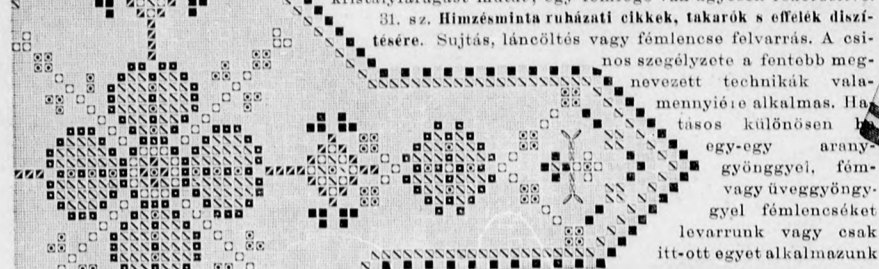 31. sz. Himzésminta ruházati cikkek, takarók s effélék diszí-
tésére. Sujtás, láncöltés vagy fémlencse felvarrás. A csi-
nos szegélyzete a fentebb meg-
nevezett technikák vala-
mennyiére alkalmas. Ha-
tásos különösen
egy-egy arany-
gyönggyel, fém-
vagy üveggyöngy-
gyel fémlencséket
levarrunk vagy csak
itt-ott egyet alkalmazunk